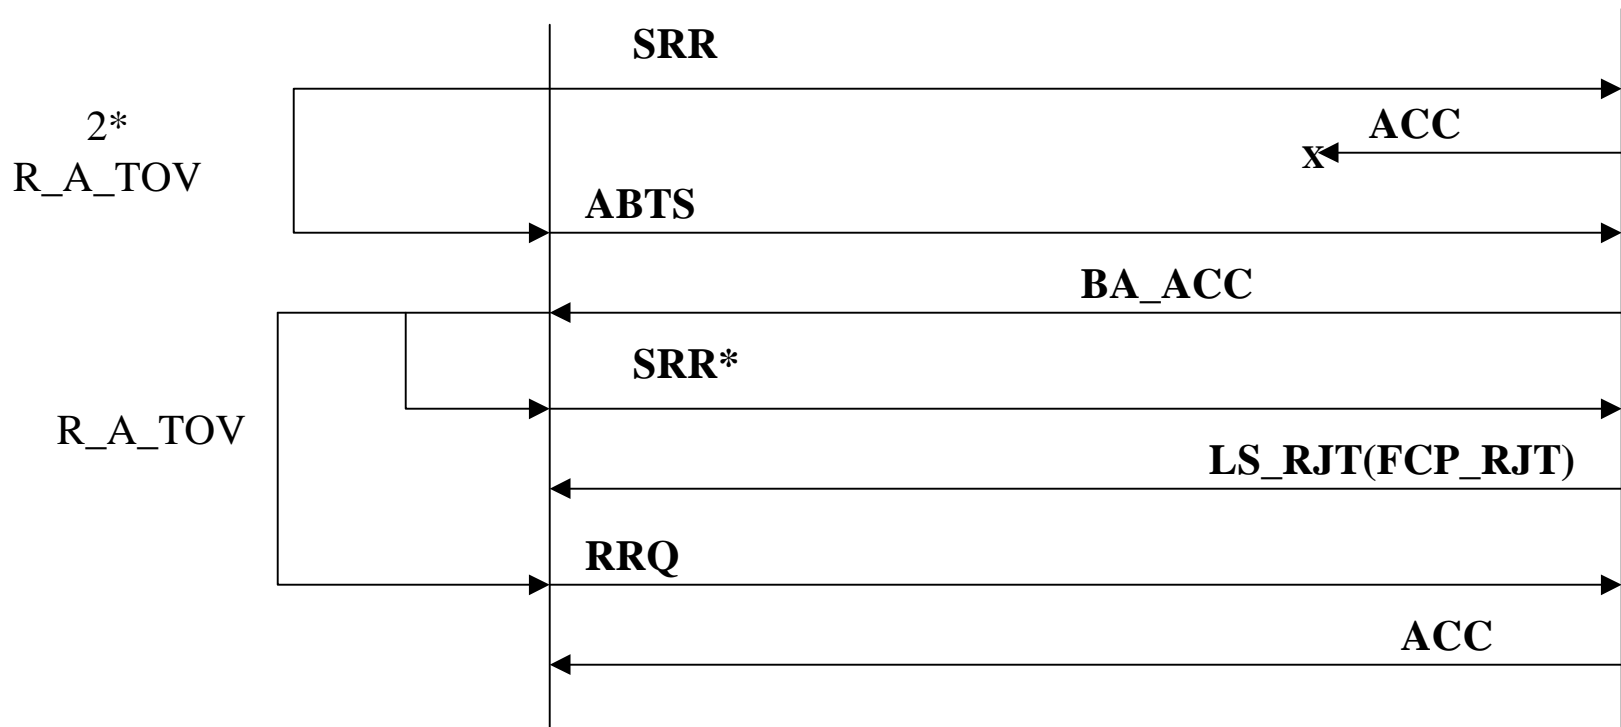 SRR
2*
R_A_TOV
ACC
x
ABTS
BA_ACC
SRR*
R_A_TOV
LS_RJT(FCP_RJT)
RRQ
ACC